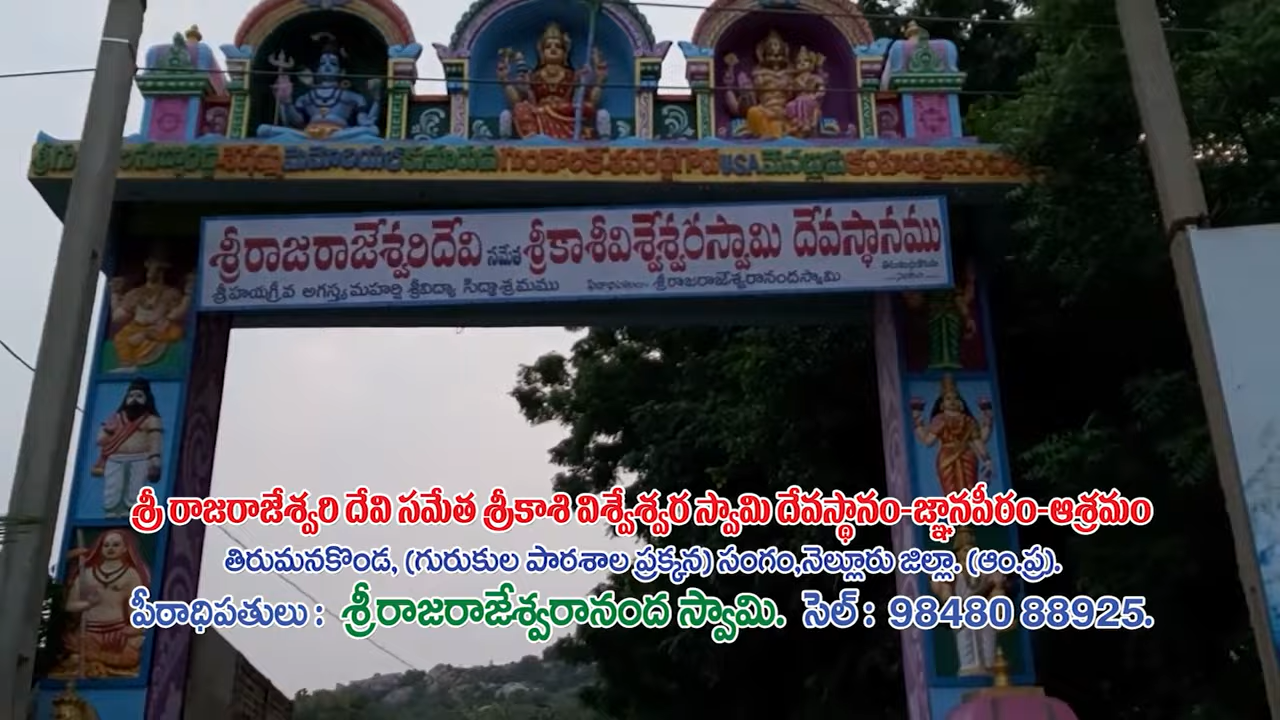 శ్రీరాజరాజేశ్వరిదేవి సమేత శ్రీకాశీవిశ్వేశ్వరస్వామి దేవస్థానము
శ్రీ హయగ్రీవ అగస్త్య మహర్షి శ్రీవిద్యా సిద్ధాశ్రమము పీఠాధిపతులు: శ్రీరాజరాజేశ్వరానందస్వామి
శ్రీ రాజరాజేశ్వరి దేవి సమేత శ్రీకాశి విశ్వేశ్వర స్వామి దేవస్థానం-జ్ఞానపీఠం-ఆశ్రమం
తిరుమనకొండ, (గురుకుల పాఠశాల ప్రక్కన) సంగం,నెల్లూరు జిల్లా. (ఆం.ప్ర).
పీఠాధిపతులు : శ్రీరాజరాజేశ్వరానంద స్వామి. సెల్ : 98480 88925.